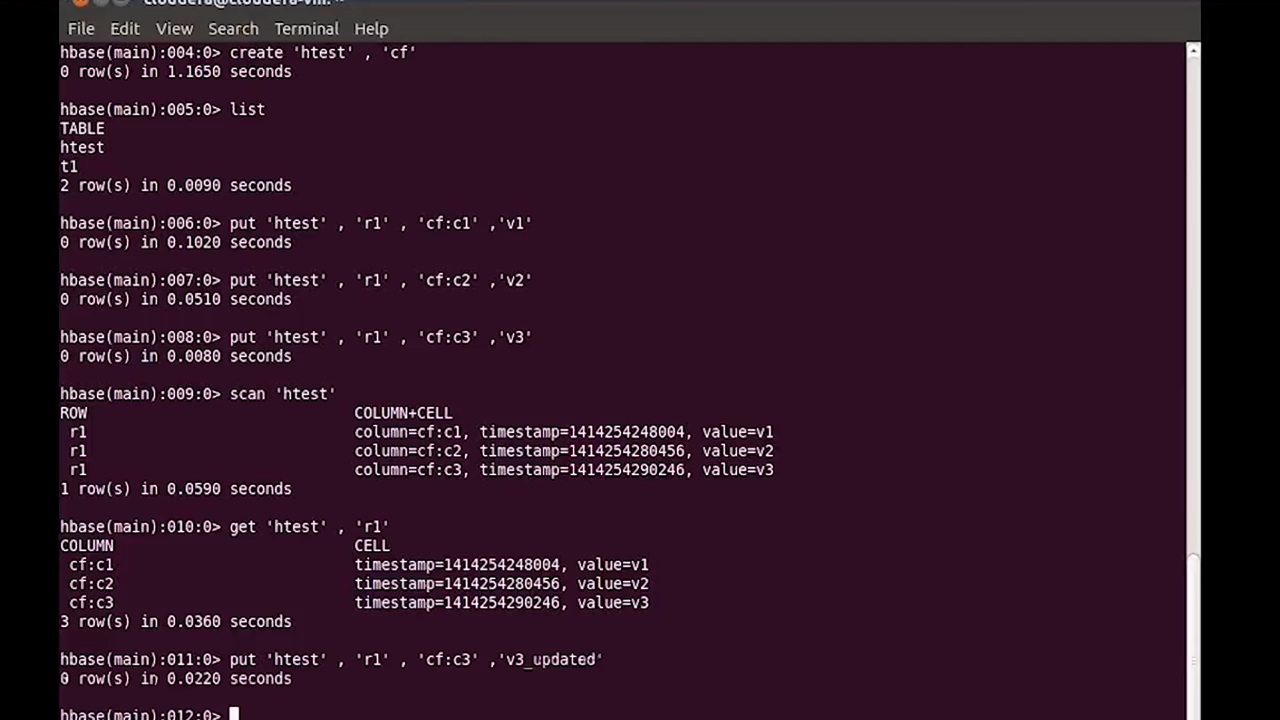 cloudera@cloudera-vm: ~
File Edit View Search Terminal Help
hbase(main):004:0> create 'htest' , 'cf'
0 row(s) in 1.1650 seconds
hbase(main):005:0> list
TABLE
htest
t1
2 row(s) in 0.0090 seconds
hbase(main):006:0> put 'htest' , 'r1' , 'cf:c1' ,'v1'
0 row(s) in 0.1020 seconds
hbase(main):007:0> put 'htest' , 'r1' , 'cf:c2' ,'v2'
0 row(s) in 0.0510 seconds
hbase(main):008:0> put 'htest' , 'r1' , 'cf:c3' ,'v3'
0 row(s) in 0.0080 seconds
hbase(main):009:0> scan 'htest'
ROW COLUMN+CELL
r1 column=cf:c1, timestamp=1414254248004, value=v1
r1 column=cf:c2, timestamp=1414254280456, value=v2
r1 column=cf:c3, timestamp=1414254290246, value=v3
1 row(s) in 0.0590 seconds
hbase(main):010:0> get 'htest' , 'r1'
COLUMN CELL
cf:c1 timestamp=1414254248004, value=v1
cf:c2 timestamp=1414254280456, value=v2
cf:c3 timestamp=1414254290246, value=v3
3 row(s) in 0.0360 seconds
hbase(main):011:0> put 'htest' , 'r1' , 'cf:c3' ,'v3_updated'
0 row(s) in 0.0220 seconds
hbase(main):012:0>